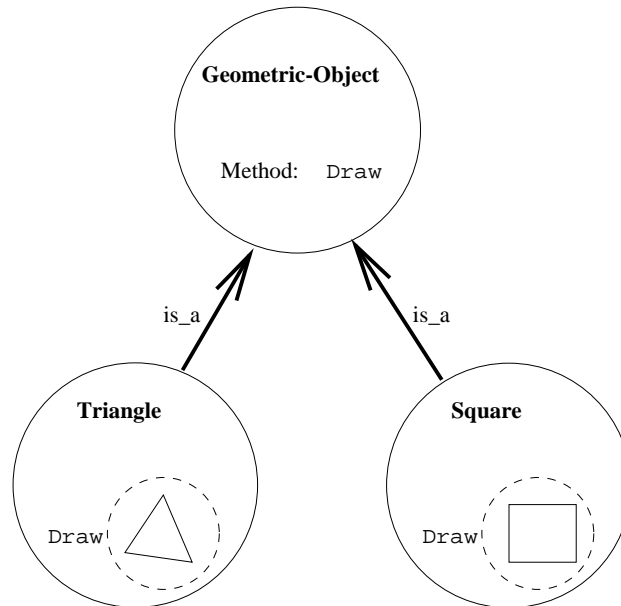 Geometric-Object
Method: Draw
is_a
is_a
Triangle
Square
Draw
Draw